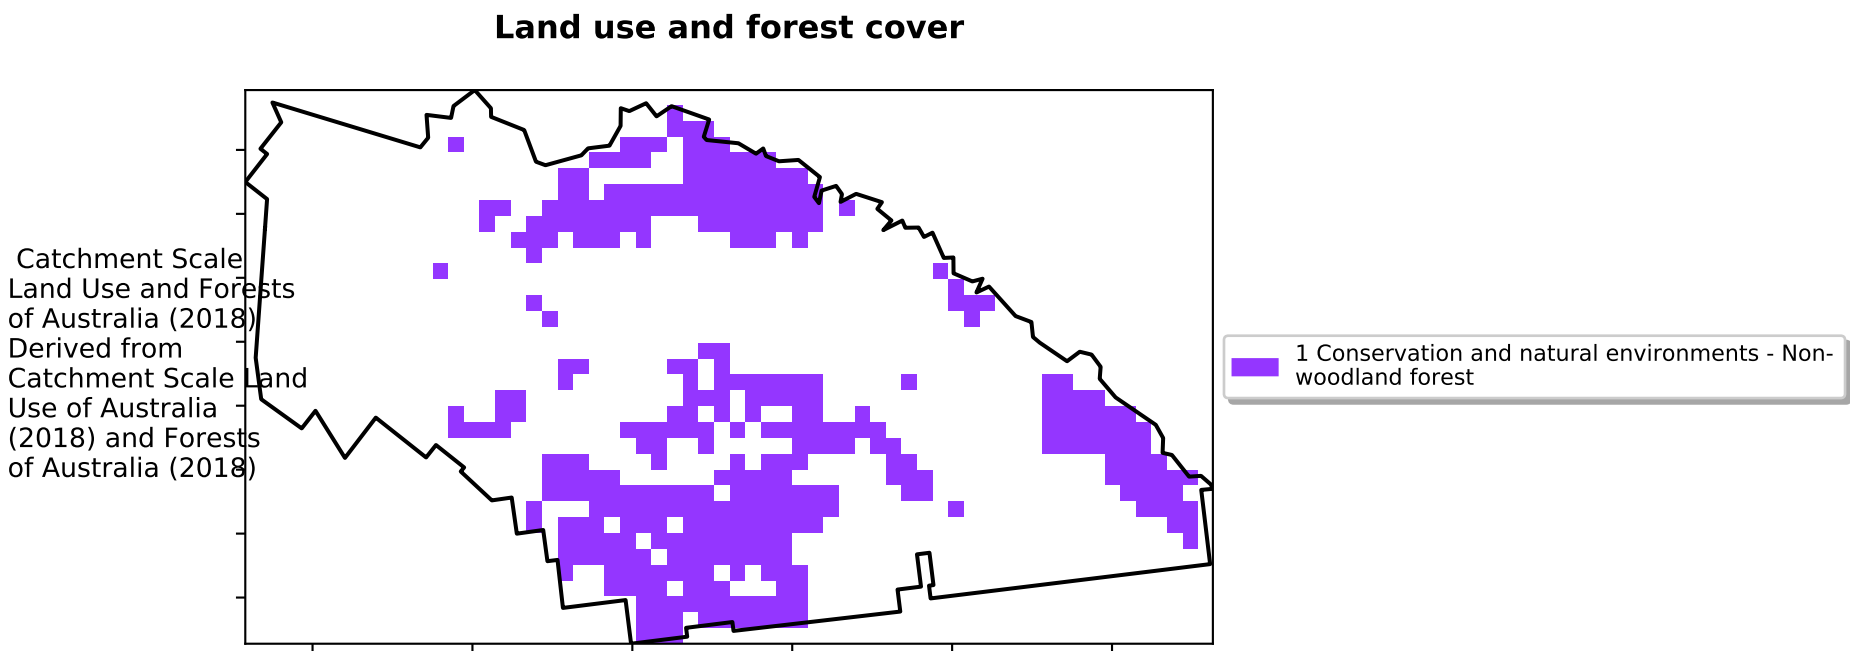 Land use and forest cover
Catchment Scale
Land Use and Forests
of Australia (2018)
Derived from
Catchment Scale Land
Use of Australia
(2018) and Forests
of Australia (2018)
1 Conservation and natural environments - Non-
woodland forest